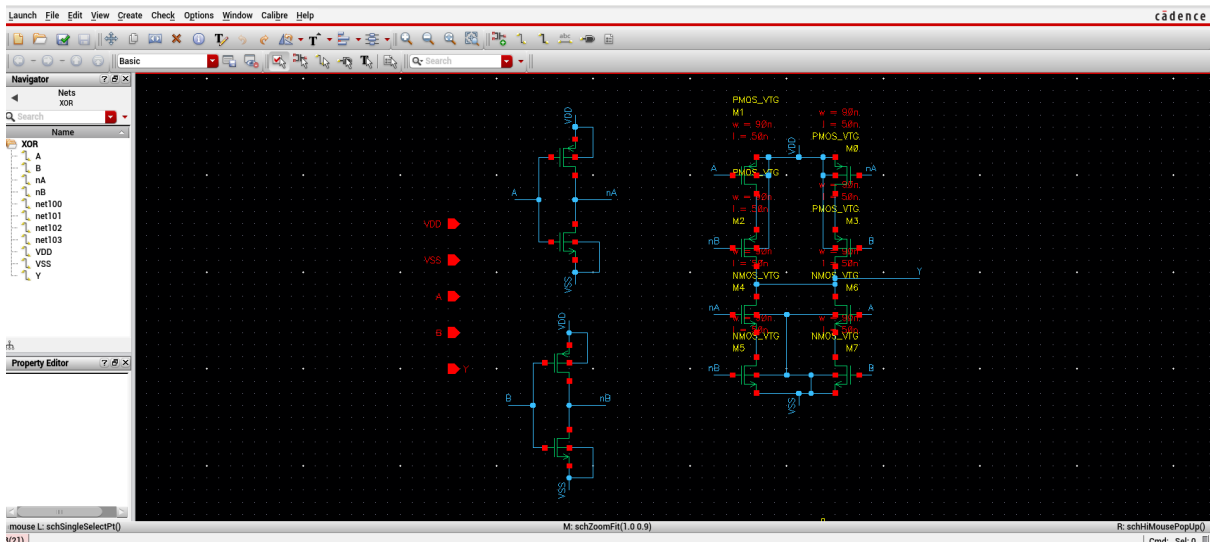 Launch File Edit View Create Check Options Window Calibre Help
cādence
Basic
Search
Navigator
Nets
XOR
Search
Name
XOR
A
B
nA
nB
net100
net101
net102
net103
VDD
VSS
Y
Property Editor
VDD
A
nA
VSS
VDD
VSS
A
B
Y
VDD
B
nB
VSS
PMOS_VTG
M1
w = 90n
l = 50n
w = 90n
l = 50n
PMOS_VTG
M0
VDD
A
nA
PMOS_VTG
M2
PMOS_VTG
M3
l = 50n
nB
B
NMOS_VTG
M4
NMOS_VTG
M6
Y
nA
A
NMOS_VTG
M5
NMOS_VTG
M7
nB
B
VSS
mouse L: schSingleSelectPt()
M: schZoomFit(1.0 0.9)
R: schHiMousePopUp()
Cmd: Sel: 0